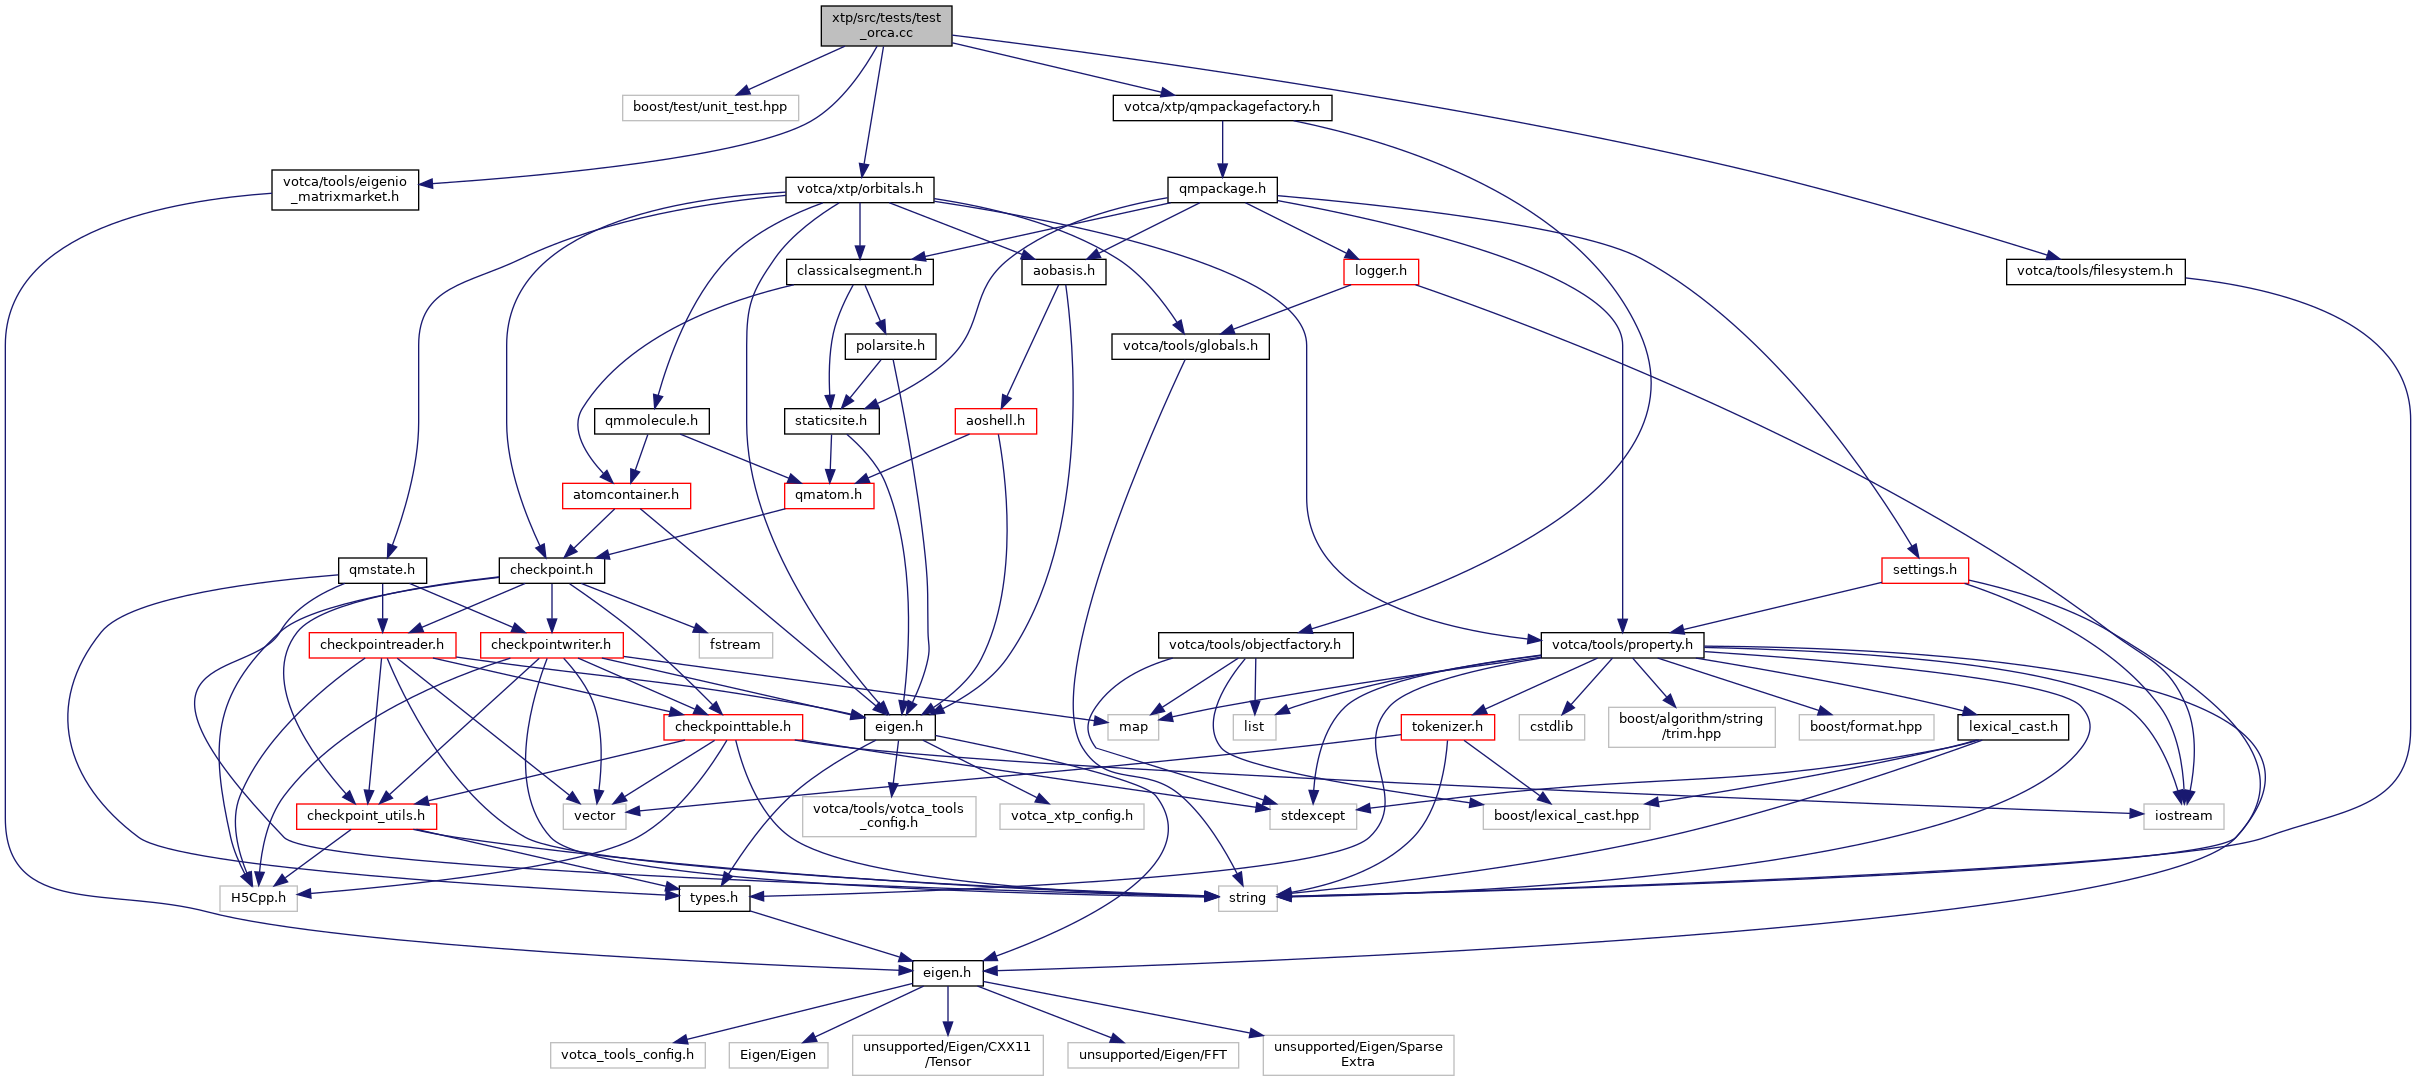 xtp/src/tests/test
_orca.cc
boost/test/unit_test.hpp
votca/xtp/qmpackagefactory.h
votca/tools/eigenio
_matrixmarket.h
votca/xtp/orbitals.h
qmpackage.h
classicalsegment.h
aobasis.h
logger.h
votca/tools/filesystem.h
polarsite.h
votca/tools/globals.h
qmmolecule.h
staticsite.h
aoshell.h
atomcontainer.h
qmatom.h
qmstate.h
checkpoint.h
settings.h
checkpointreader.h
checkpointwriter.h
fstream
votca/tools/objectfactory.h
votca/tools/property.h
checkpointtable.h
eigen.h
map
list
tokenizer.h
cstdlib
boost/algorithm/string
/trim.hpp
boost/format.hpp
lexical_cast.h
checkpoint_utils.h
vector
votca/tools/votca_tools
_config.h
votca_xtp_config.h
stdexcept
boost/lexical_cast.hpp
iostream
H5Cpp.h
types.h
string
eigen.h
votca_tools_config.h
Eigen/Eigen
unsupported/Eigen/CXX11
/Tensor
unsupported/Eigen/FFT
unsupported/Eigen/Sparse
Extra